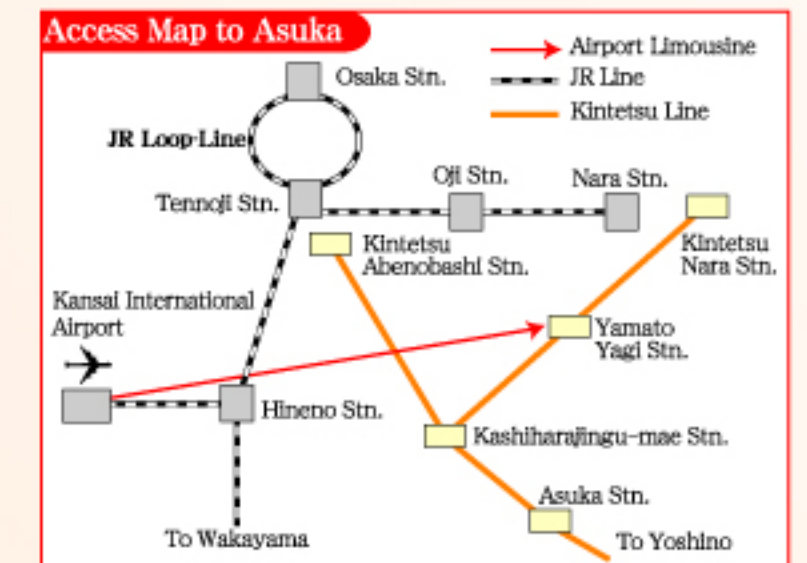 Access Map to Asuka
Airport Limousine
JR Line
Kintetsu Line
Osaka Stn.
JR Loop-Line
Tennoji Stn.
Oji Stn.
Nara Stn.
Kintetsu
Abenobashi Stn.
Kintetsu
Nara Stn.
Kansai International
Airport
Yamato
Yagi Stn.
Hineno Stn.
Kashiharajingu-mae Stn.
Asuka Stn.
To Wakayama
To Yoshino